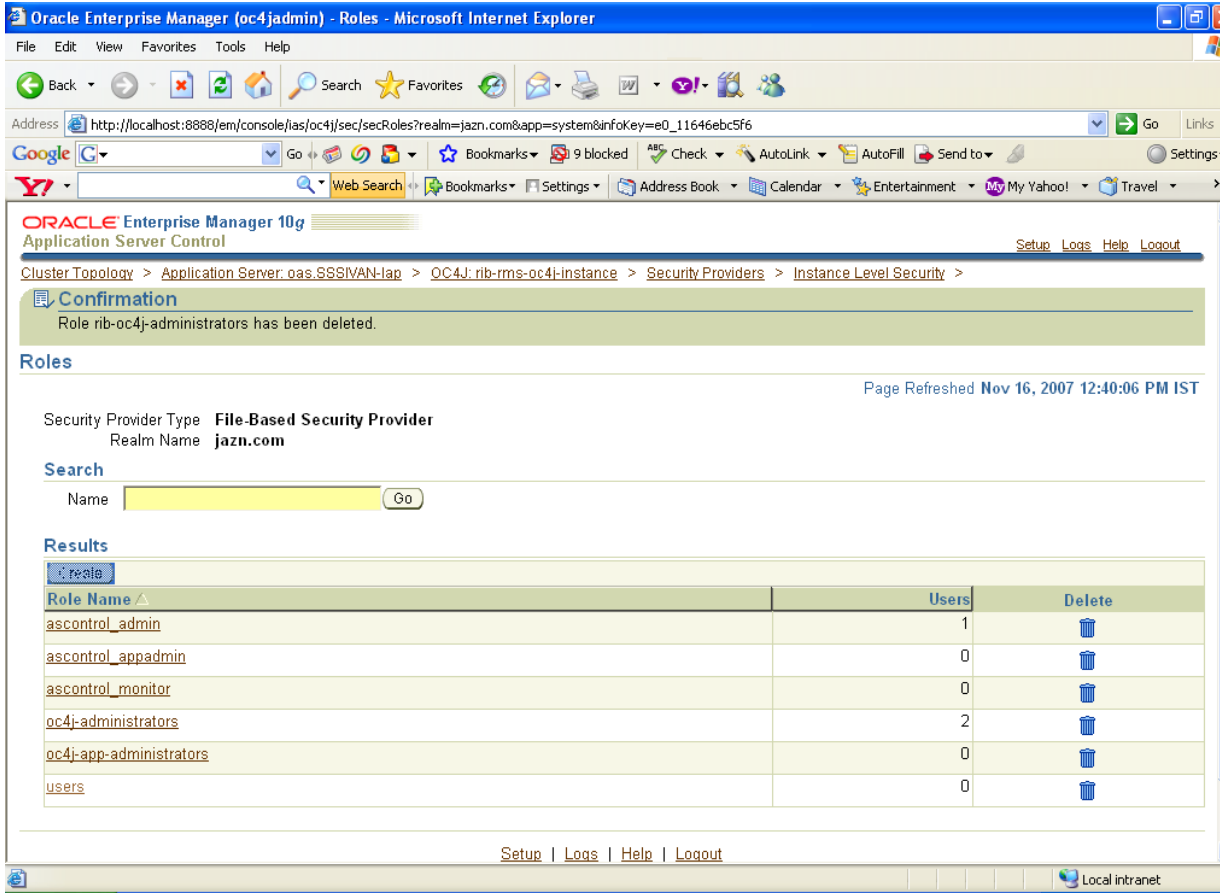 Oracle Enterprise Manager (oc4jadmin) - Roles - Microsoft Internet Explorer
File Edit View Favorites Tools Help
Back Search Favorites
Address http://localhost:8888/em/console/ias/oc4j/sec/secRoles?realm=jazn.com&app=system&infoKey=e0_11646ebc5f6 Go Links
Google G Go Bookmarks 9 blocked ABC Check AutoLink AutoFill Send to Settings
Y! Web Search Bookmarks Settings Address Book Calendar Entertainment My My Yahoo! Travel
ORACLE Enterprise Manager 10g
Application Server Control Setup Logs Help Logout
Cluster Topology > Application Server: oas.SSSIVAN-lap > OC4J: rib-rms-oc4j-instance > Security Providers > Instance Level Security >
Confirmation
Role rib-oc4j-administrators has been deleted.
Roles
Page Refreshed Nov 16, 2007 12:40:06 PM IST
Security Provider Type File-Based Security Provider
Realm Name jazn.com
Search
Name Go
Results
Create
Role Name Users Delete
ascontrol_admin 1
ascontrol_appadmin 0
ascontrol_monitor 0
oc4j-administrators 2
oc4j-app-administrators 0
users 0
Setup | Logs | Help | Logout
Local intranet